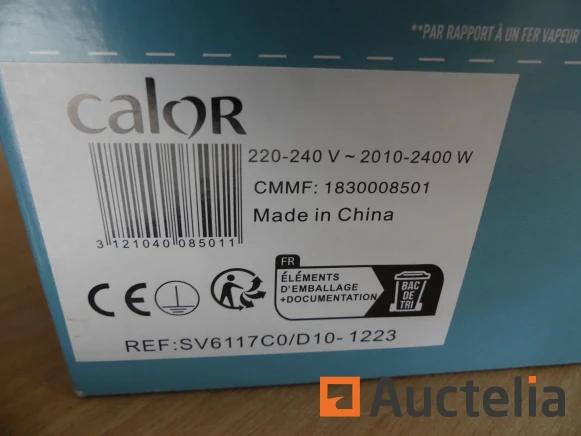 **PAR RAPPORT À UN FER VAPEUR
calOR
220-240 V ~ 2010-2400 W
CMMF: 1830008501
Made in China
3 121040 085011
FR
ÉLÉMENTS
D'EMBALLAGE
+DOCUMENTATION
BAC
DE
TRI
CE
REF:SV6117C0/D10-1223
Auctelia